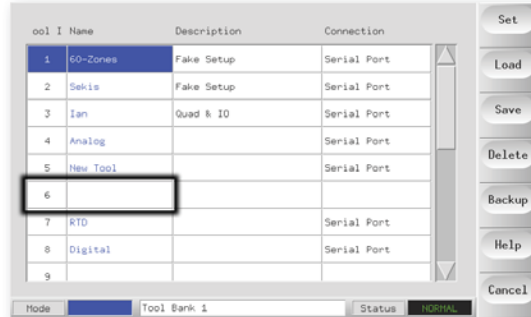 ool I Name Description Connection
1 60-Zones Fake Setup Serial Port
2 Sekis Fake Setup Serial Port
3 Ian Quad & IO Serial Port
4 Analog Serial Port
5 New Tool Serial Port
6
7 RTD Serial Port
8 Digital Serial Port
9
Set
Load
Save
Delete
Backup
Help
Cancel
Mode Tool Bank 1 Status NORMAL